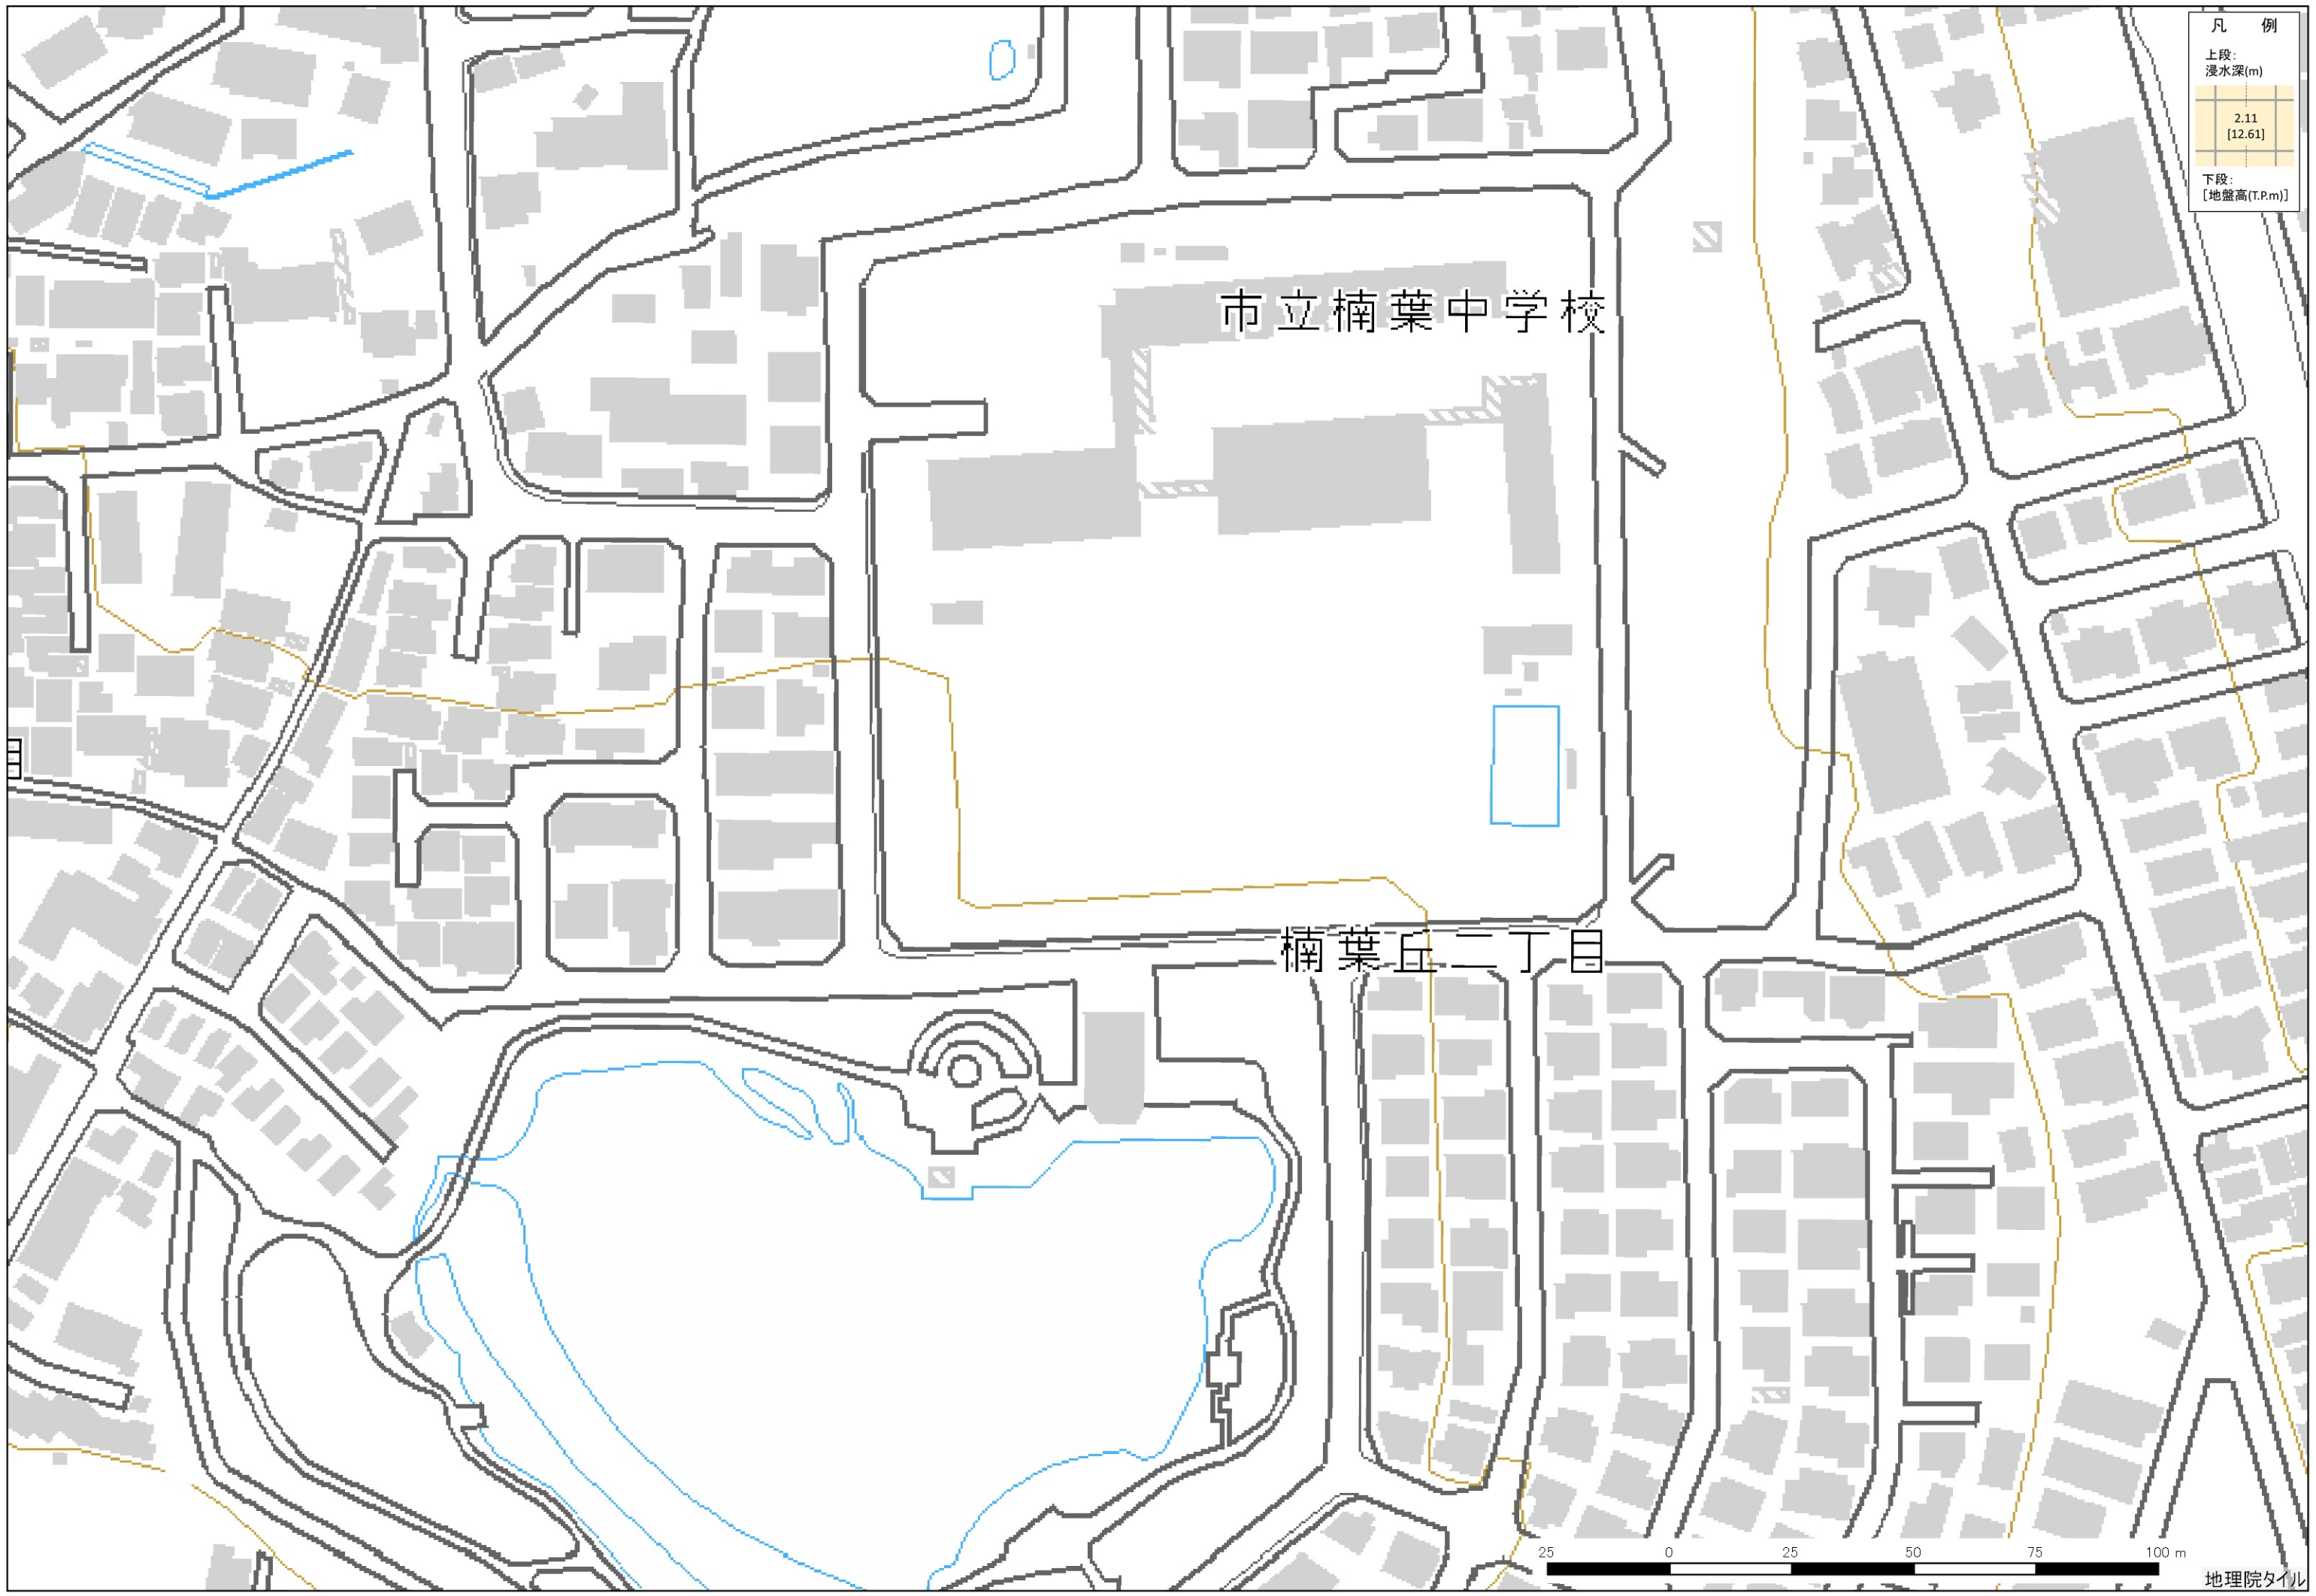 凡 例
上段:
浸水深(m)
2.11
[12.61]
下段:
[地盤高(T.P.m)]
市立楠葉中学校
目
楠葉丘二丁目
25 0 25 50 75 100 m
地理院タイル